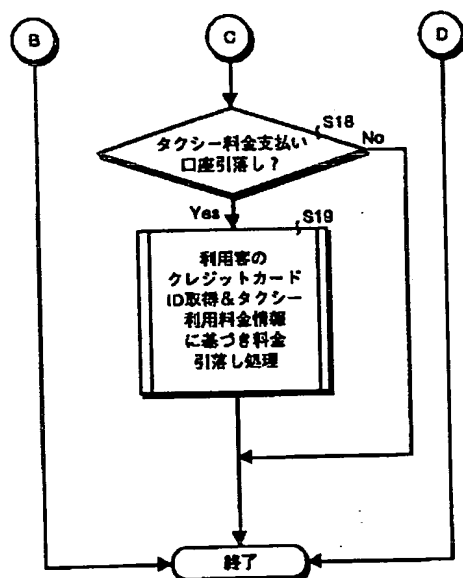 B
C
D
S18
タクシー料金支払い
口座引落し？
No
Yes
S19
利用客の
クレジットカード
ID取得＆タクシー
利用料金情報
に基づき料金
引落し処理
終了